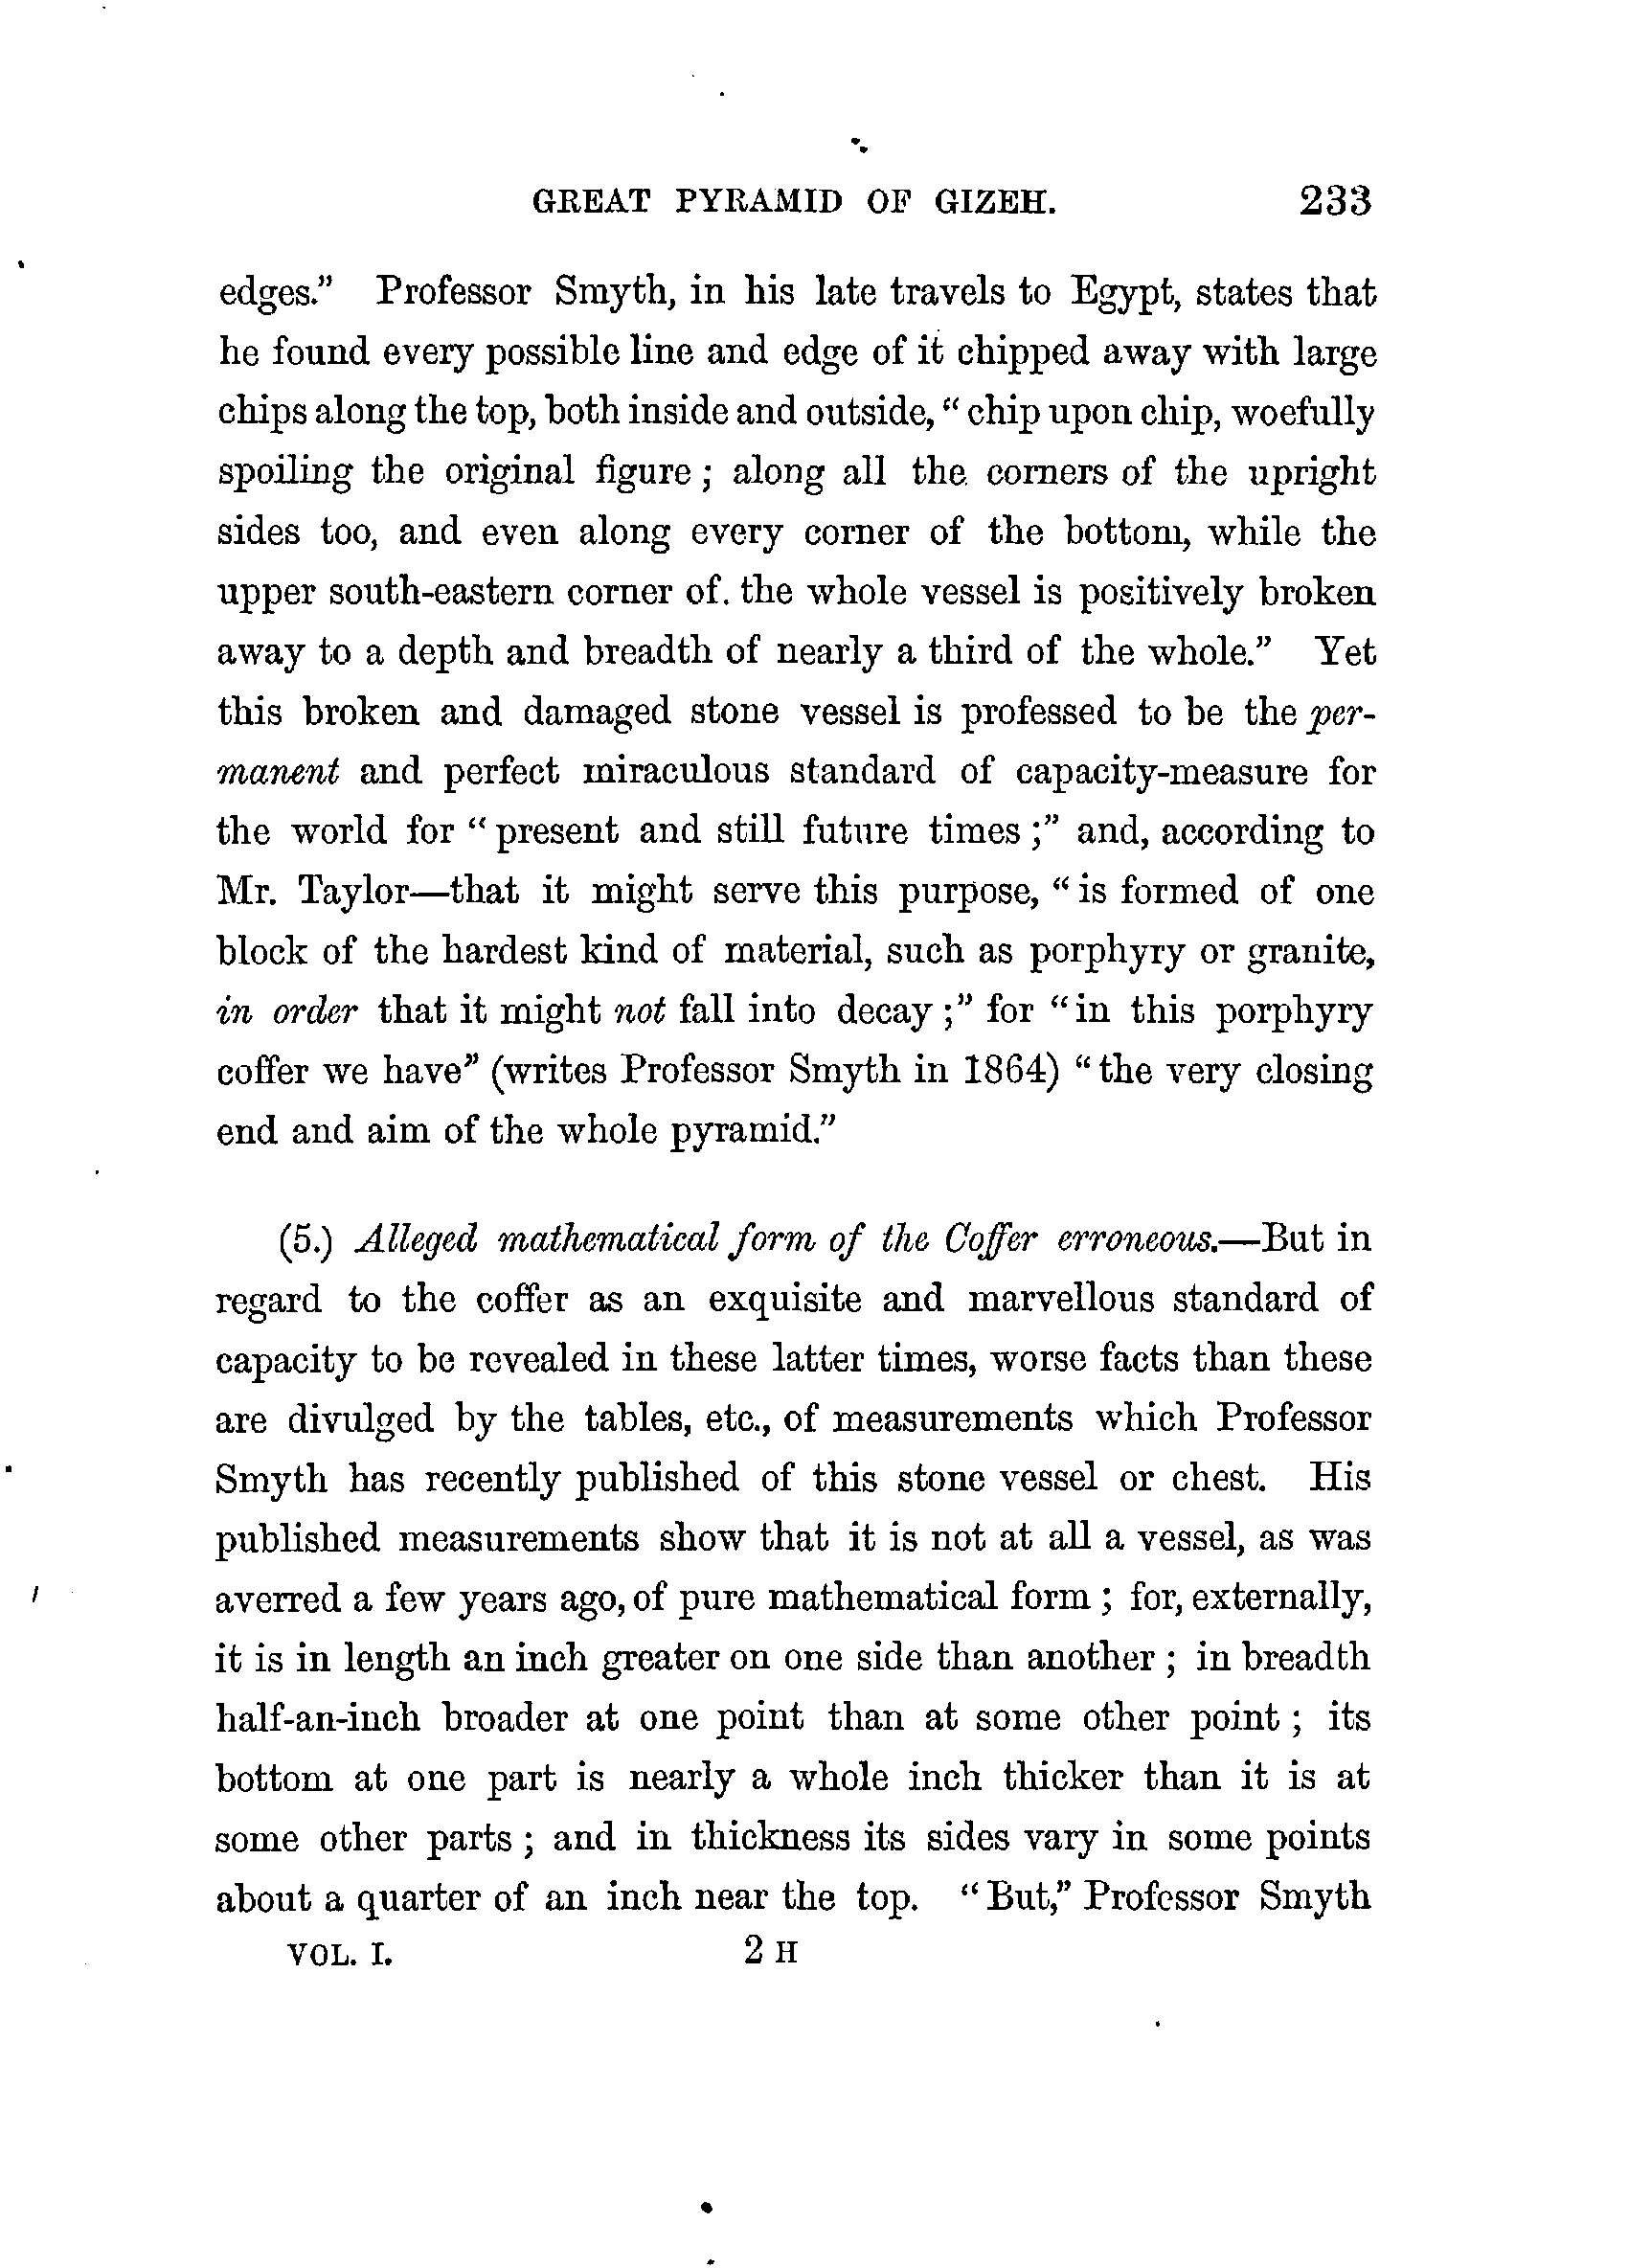 GREAT PYRAMID OF GIZEH. 233
edges.” Professor Smyth, in his late travels to Egypt, states that
he found every possible line and edge of it chipped away with large
chips along the top, both inside and outside, “chip upon chip, woefully
spoiling the original figure; along all the corners of the upright
sides too, and even along every corner of the bottom, while the
upper south-eastern corner of. the whole vessel is positively broken
away to a depth and breadth of nearly a third of the whole.” Yet
this broken and damaged stone vessel is professed to be the per-
manent and perfect miraculous standard of capacity-measure for
the world for “present and still future times;” and, according to
Mr. Taylor—that it might serve this purpose, “is formed of one
block of the hardest kind of material, such as porphyry or granite,
in order that it might not fall into decay;” for “in this porphyry
coffer we have” (writes Professor Smyth in 1864) “the very closing
end and aim of the whole pyramid.”
(5.) Alleged mathematical form of the Coffer erroneous.—But in
regard to the coffer as an exquisite and marvellous standard of
capacity to be revealed in these latter times, worse facts than these
are divulged by the tables, etc., of measurements which Professor
Smyth has recently published of this stone vessel or chest. His
published measurements show that it is not at all a vessel, as was
averred a few years ago, of pure mathematical form; for, externally,
it is in length an inch greater on one side than another; in breadth
half-an-inch broader at one point than at some other point; its
bottom at one part is nearly a whole inch thicker than it is at
some other parts; and in thickness its sides vary in some points
about a quarter of an inch near the top. “But,” Professor Smyth
VOL. I. 2 H